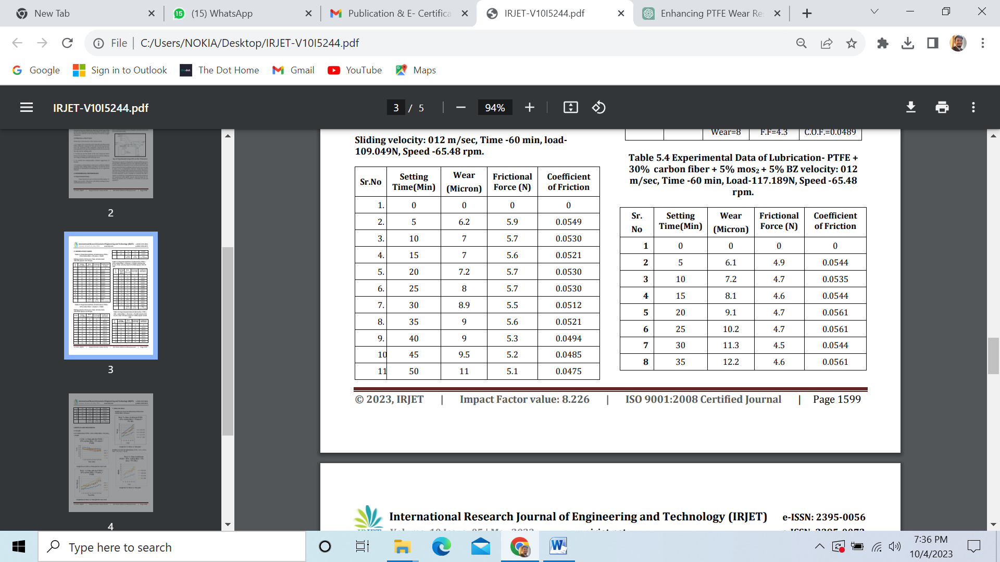 New Tab
15 (15) WhatsApp
Publication & E- Certifica
IRJET-V10I5244.pdf
Enhancing PTFE Wear Re
File C:/Users/NOKIA/Desktop/IRJET-V10I5244.pdf
Google
Sign in to Outlook
The Dot Home
Gmail
YouTube
Maps
IRJET-V10I5244.pdf
3 / 5
94%
2
3
4
Sliding velocity: 012 m/sec, Time -60 min, load-
109.049N, Speed -65.48 rpm.
Sr.No Setting Time(Min) Wear (Micron) Frictional Force (N) Coefficient of Friction
1. 0 0 0 0
2. 5 6.2 5.9 0.0549
3. 10 7 5.7 0.0530
4. 15 7 5.6 0.0521
5. 20 7.2 5.7 0.0530
6. 25 8 5.7 0.0530
7. 30 8.9 5.5 0.0512
8. 35 9 5.6 0.0521
9. 40 9 5.3 0.0494
10 45 9.5 5.2 0.0485
11 50 11 5.1 0.0475
Wear=8 F.F=4.3 C.O.F.=0.0489
Table 5.4 Experimental Data of Lubrication- PTFE +
30% carbon fiber + 5% mos₂ + 5% BZ velocity: 012
m/sec, Time -60 min, Load-117.189N, Speed -65.48
rpm.
Sr. No Setting Time(Min) Wear (Micron) Frictional Force (N) Coefficient of Friction
1 0 0 0 0
2 5 6.1 4.9 0.0544
3 10 7.2 4.7 0.0535
4 15 8.1 4.6 0.0544
5 20 9.1 4.7 0.0561
6 25 10.2 4.7 0.0561
7 30 11.3 4.5 0.0544
8 35 12.2 4.6 0.0561
© 2023, IRJET | Impact Factor value: 8.226 | ISO 9001:2008 Certified Journal | Page 1599
International Research Journal of Engineering and Technology (IRJET) e-ISSN: 2395-0056
Type here to search
7:36 PM
10/4/2023